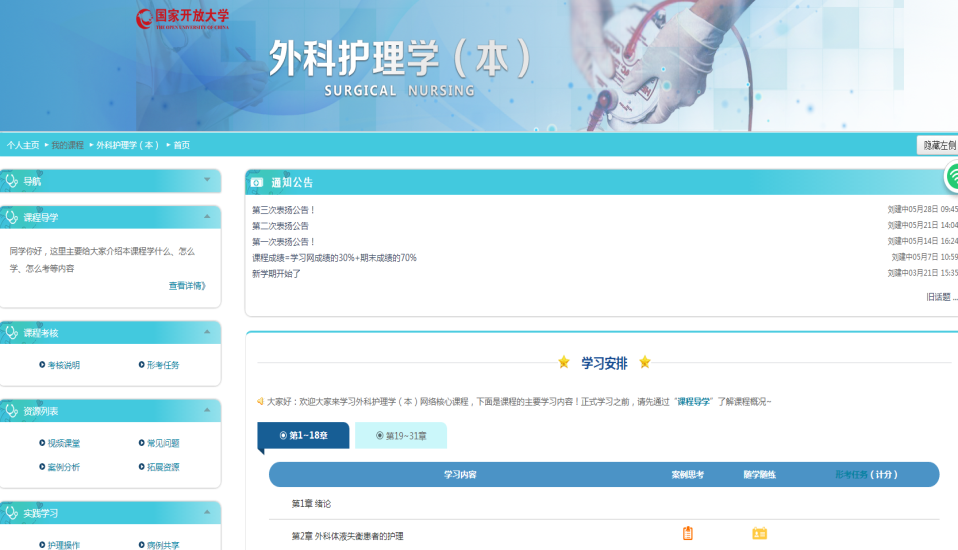 国家开放大学
THE OPEN UNIVERSITY OF CHINA
外科护理学（本）
SURGICAL NURSING
个人主页 我的课程 外科护理学（本） 首页
隐藏左侧
导航
课程导学
同学你好，这里主要给大家介绍本课程学什么、怎么
学、怎么考等内容
查看详情》
课程考核
考核说明 形考任务
资源列表
视频课堂 常见问题
案例分析 拓展资源
实践学习
护理操作 病例共享
通知公告
第三次表扬公告！ 刘建中05月28日 09:45
第二次表扬公告 刘建中05月21日 14:04
第一次表扬公告！ 刘建中05月14日 16:24
课程成绩=学习网成绩的30%+期末成绩的70% 刘建中05月7日 10:59
新学期开始了 刘建中03月21日 15:35
旧话题 ...
学习安排
大家好：欢迎大家来学习外科护理学（本）网络核心课程，下面是课程的主要学习内容！正式学习之前，请先通过“课程导学”了解课程概况~
第1~18章 第19~31章
学习内容 案例思考 随学随练 形考任务（计分）
第1章 绪论
第2章 外科体液失衡患者的护理